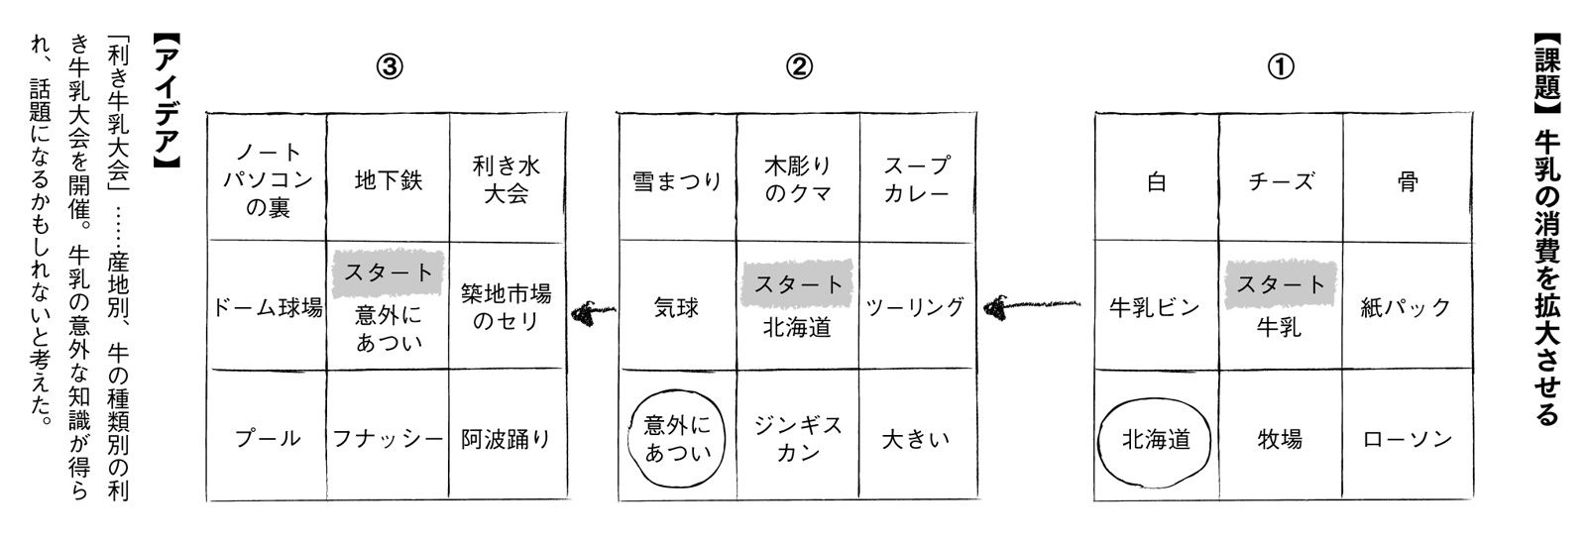 【課題】牛乳の消費を拡大させる
①
白
チーズ
骨
牛乳ビン
スタート
牛乳
紙パック
北海道
牧場
ローソン
②
雪まつり
木彫り
のクマ
スープ
カレー
気球
スタート
北海道
ツーリング
意外に
あつい
ジンギス
カン
大きい
③
ノート
パソコン
の裏
地下鉄
利き水
大会
ドーム球場
スタート
意外に
あつい
築地市場
のセリ
プール
フナッシー
阿波踊り
【アイデア】
「利き牛乳大会」……産地別、牛の種類別の利
き牛乳大会を開催。牛乳の意外な知識が得ら
れ、話題になるかもしれないと考えた。